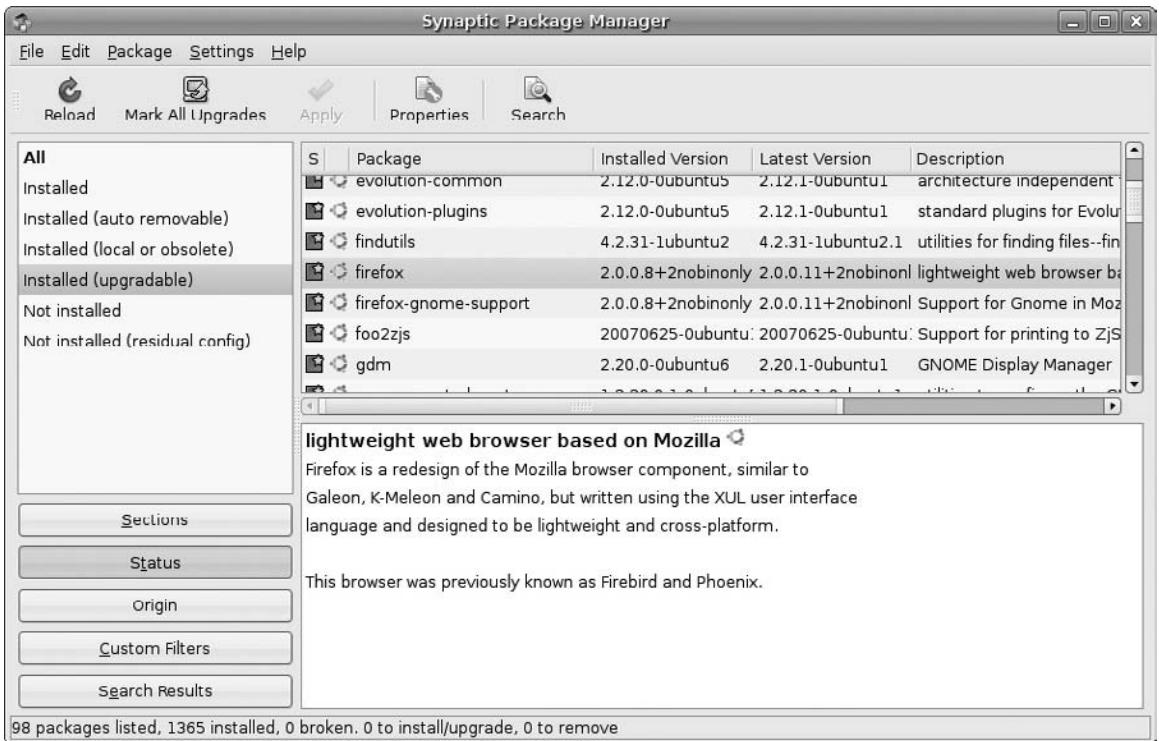 Synaptic Package Manager
File Edit Package Settings Help
Reload Mark All Upgrades Apply Properties Search
All
Installed
Installed (auto removable)
Installed (local or obsolete)
Installed (upgradable)
Not installed
Not installed (residual config)
Sections
Status
Origin
Custom Filters
Search Results
S Package Installed Version Latest Version Description
evolution-common 2.12.0-0ubuntu5 2.12.1-0ubuntu1 architecture independent
evolution-plugins 2.12.0-0ubuntu5 2.12.1-0ubuntu1 standard plugins for Evolu
findutils 4.2.31-1ubuntu2 4.2.31-1ubuntu2.1 utilities for finding files--fin
firefox 2.0.0.8+2nobinonly 2.0.0.11+2nobinonl lightweight web browser ba
firefox-gnome-support 2.0.0.8+2nobinonly 2.0.0.11+2nobinonl Support for Gnome in Moz
foo2zjs 20070625-0ubuntu 20070625-0ubuntu Support for printing to ZjS
gdm 2.20.0-0ubuntu6 2.20.1-0ubuntu1 GNOME Display Manager
lightweight web browser based on Mozilla
Firefox is a redesign of the Mozilla browser component, similar to
Galeon, K-Meleon and Camino, but written using the XUL user interface
language and designed to be lightweight and cross-platform.
This browser was previously known as Firebird and Phoenix.
98 packages listed, 1365 installed, 0 broken. 0 to install/upgrade, 0 to remove